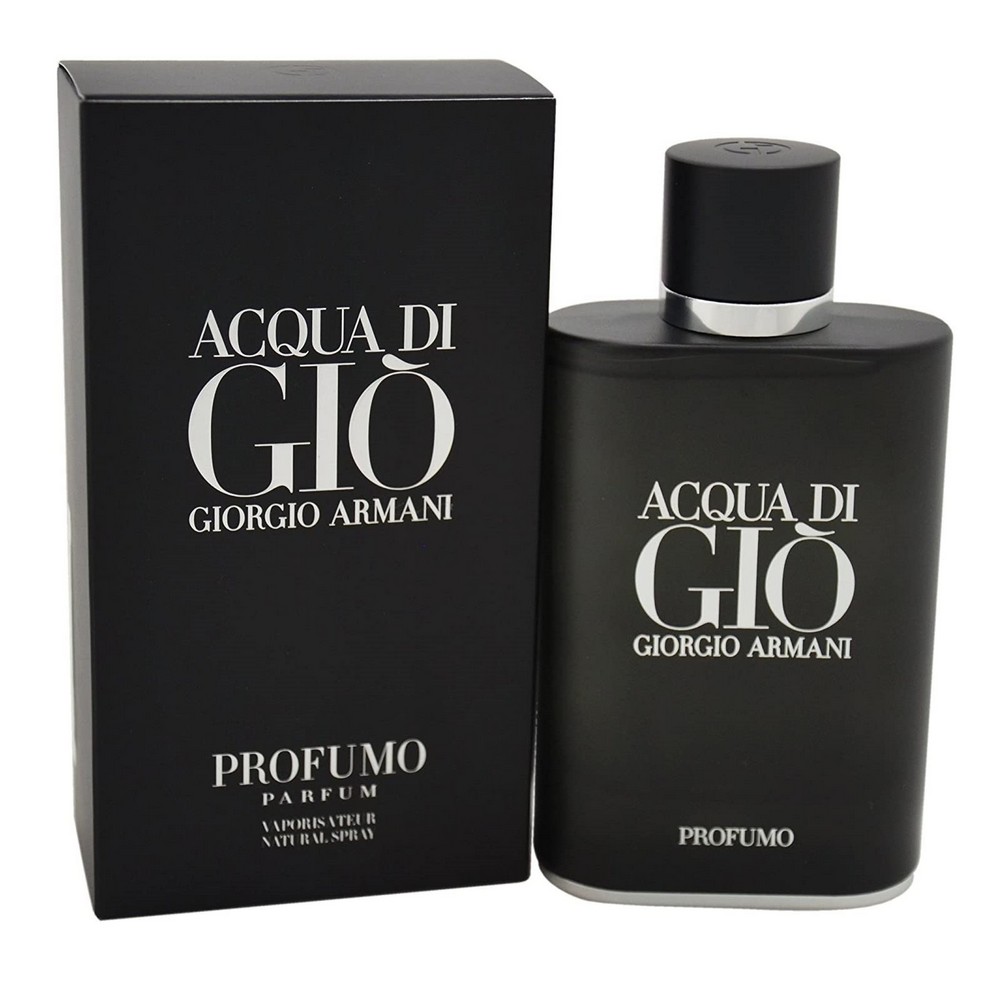 ACQUA DI
GIÒ
GIORGIO ARMANI
PROFUMO
PARFUM
VAPORISATEUR
NATURAL SPRAY
ACQUA DI
GIÒ
GIORGIO ARMANI
PROFUMO